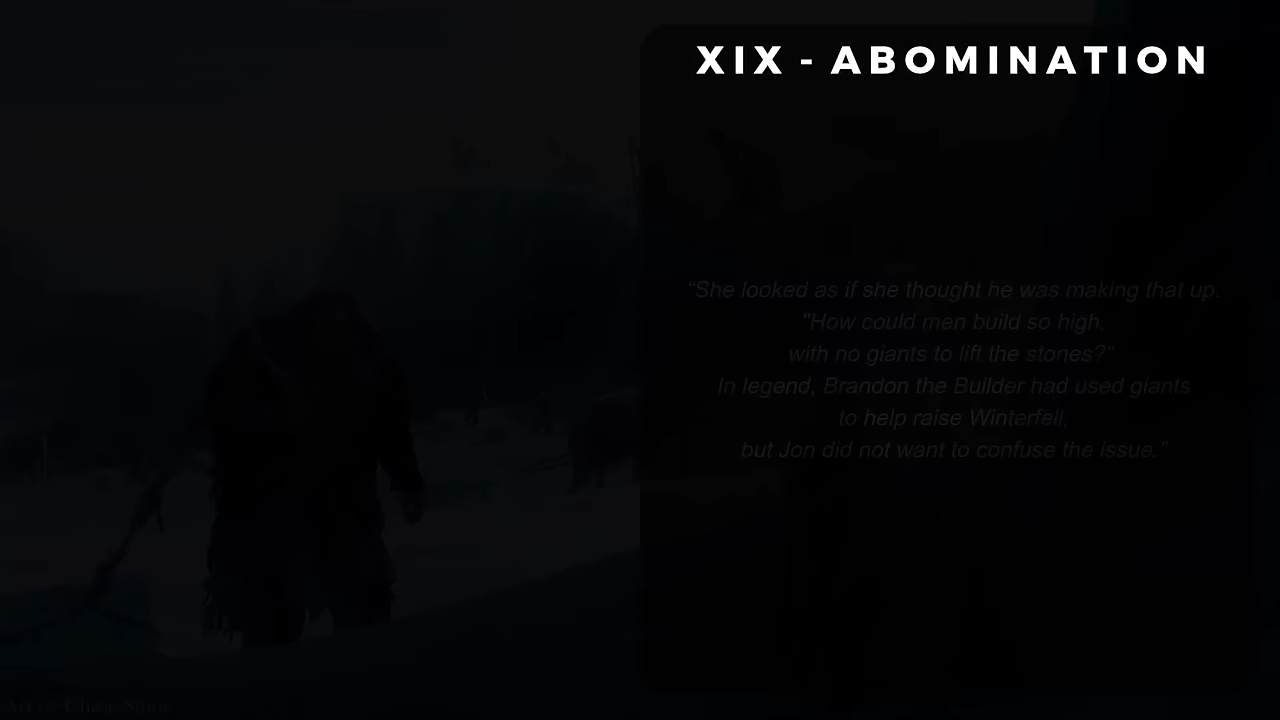 XIX - ABOMINATION
"She looked as if she thought he was making that up.
"How could men build so high,
with no giants to lift the stones?"
In legend, Brandon the Builder had used giants
to help raise Winterfell,
but Jon did not want to confuse the issue."